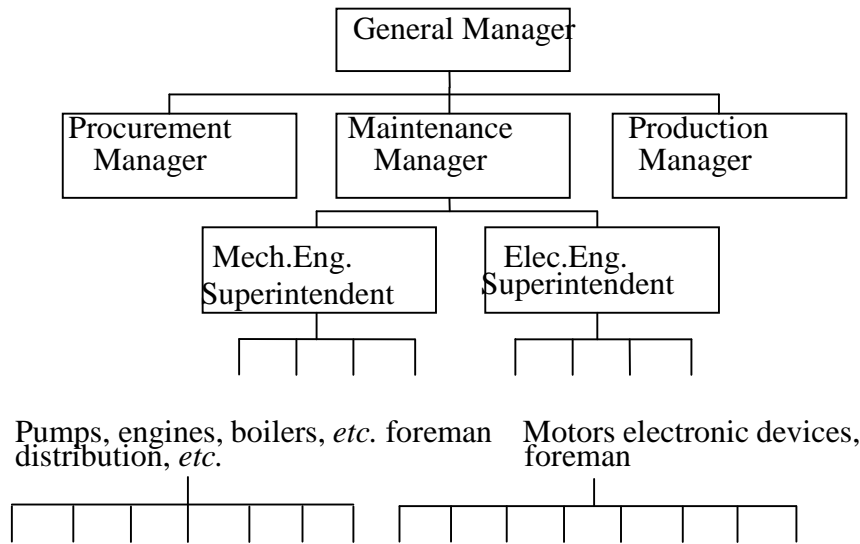 General Manager
Procurement
Manager
Maintenance
Manager
Production
Manager
Mech.Eng.
Superintendent
Elec.Eng.
Superintendent
Pumps, engines, boilers, etc. foreman
distribution, etc.
Motors electronic devices,
foreman